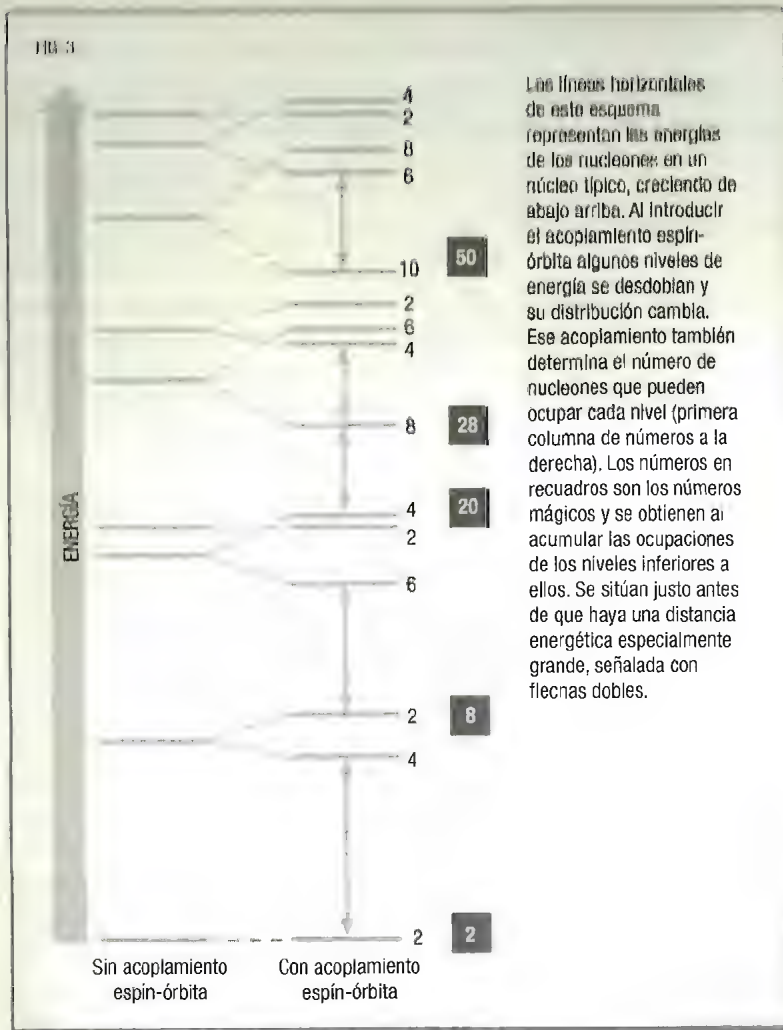 FIG. 3
Las líneas horizontales
de este esquema
representan las energías
de los nucleones en un
núcleo típico, creciendo de
abajo arriba. Al introducir
el acoplamiento espín-
órbita algunos niveles de
energía se desdoblan y
su distribución cambia.
Ese acoplamiento también
determina el número de
nucleones que pueden
ocupar cada nivel (primera
columna de números a la
derecha). Los números en
recuadros son los números
mágicos y se obtienen al
acumular las ocupaciones
de los niveles inferiores a
ellos. Se sitúan justo antes
de que haya una distancia
energética especialmente
grande, señalada con
flechas dobles.
ENERGÍA
4
2
8
6
10 50
2
6
4
8 28
4 20
2
6
2 8
4
2 2
Sin acoplamiento
espín-órbita
Con acoplamiento
espín-órbita